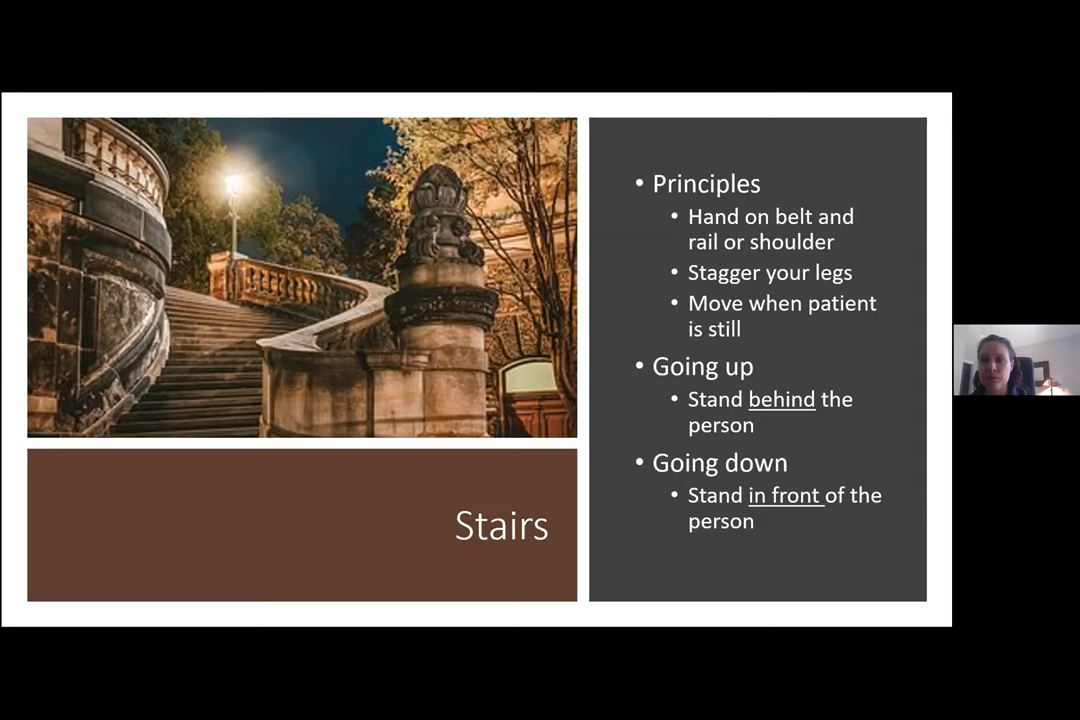 • Principles
• Hand on belt and
rail or shoulder
• Stagger your legs
• Move when patient
is still
• Going up
• Stand behind the
person
• Going down
• Stand in front of the
person
Stairs